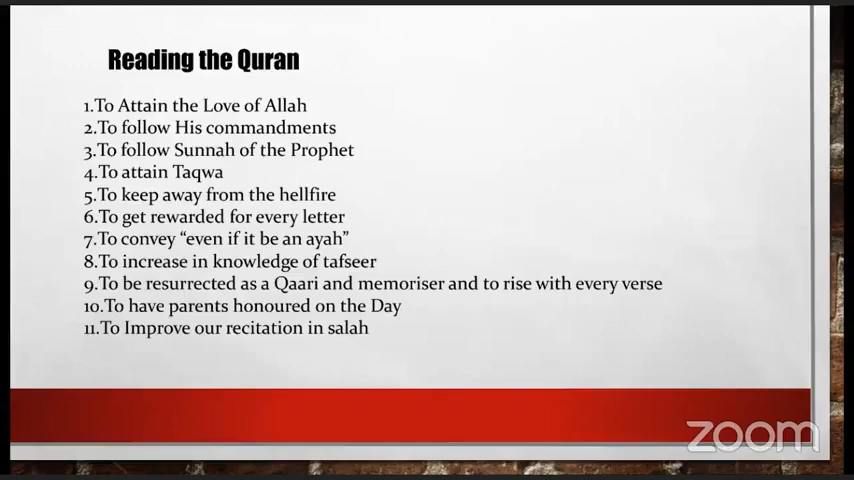 Reading the Quran
1.To Attain the Love of Allah
2.To follow His commandments
3.To follow Sunnah of the Prophet
4.To attain Taqwa
5.To keep away from the hellfire
6.To get rewarded for every letter
7.To convey “even if it be an ayah”
8.To increase in knowledge of tafseer
9.To be resurrected as a Qaari and memoriser and to rise with every verse
10.To have parents honoured on the Day
11.To Improve our recitation in salah
zoom